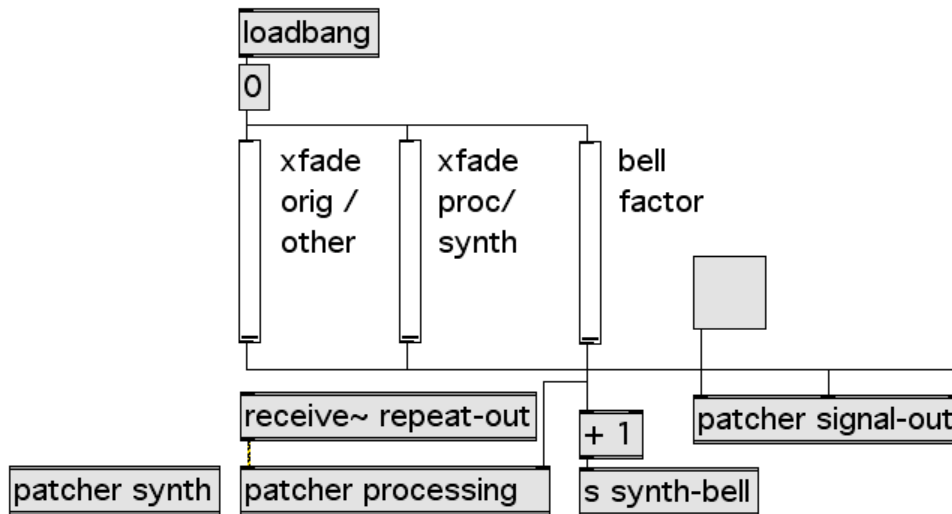 loadbang
0
xfade
orig /
other
xfade
proc/
synth
bell
factor
receive~ repeat-out
+ 1
patcher signal-out
patcher synth
patcher processing
s synth-bell